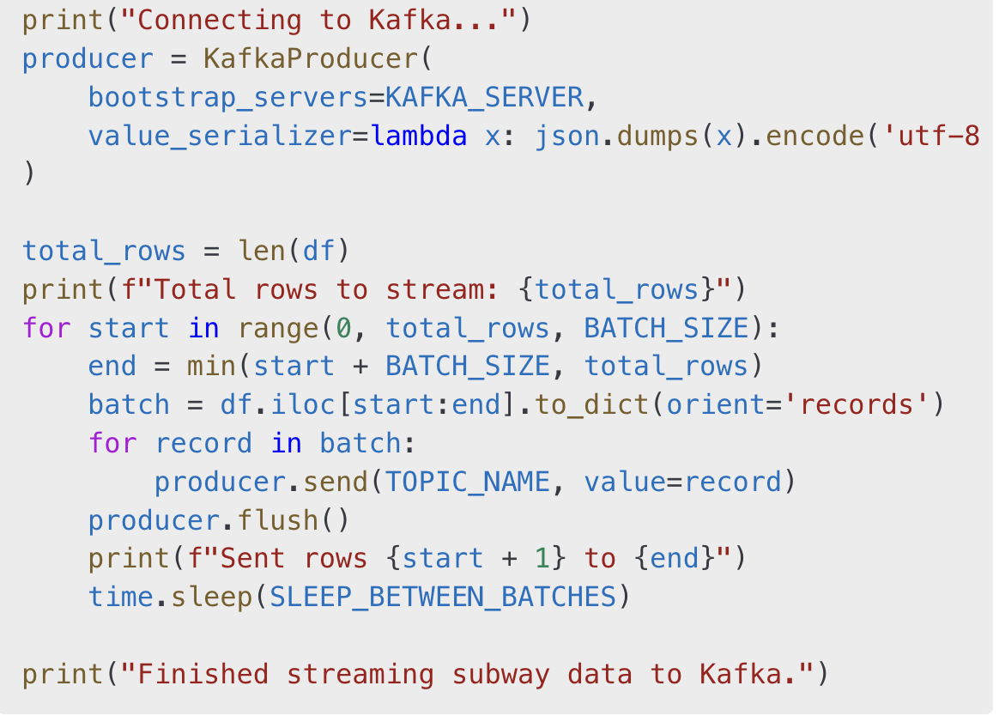 print("Connecting to Kafka...")
producer = KafkaProducer(
    bootstrap_servers=KAFKA_SERVER,
    value_serializer=lambda x: json.dumps(x).encode('utf-8
)

total_rows = len(df)
print(f"Total rows to stream: {total_rows}")
for start in range(0, total_rows, BATCH_SIZE):
    end = min(start + BATCH_SIZE, total_rows)
    batch = df.iloc[start:end].to_dict(orient='records')
    for record in batch:
        producer.send(TOPIC_NAME, value=record)
    producer.flush()
    print(f"Sent rows {start + 1} to {end}")
    time.sleep(SLEEP_BETWEEN_BATCHES)

print("Finished streaming subway data to Kafka.")